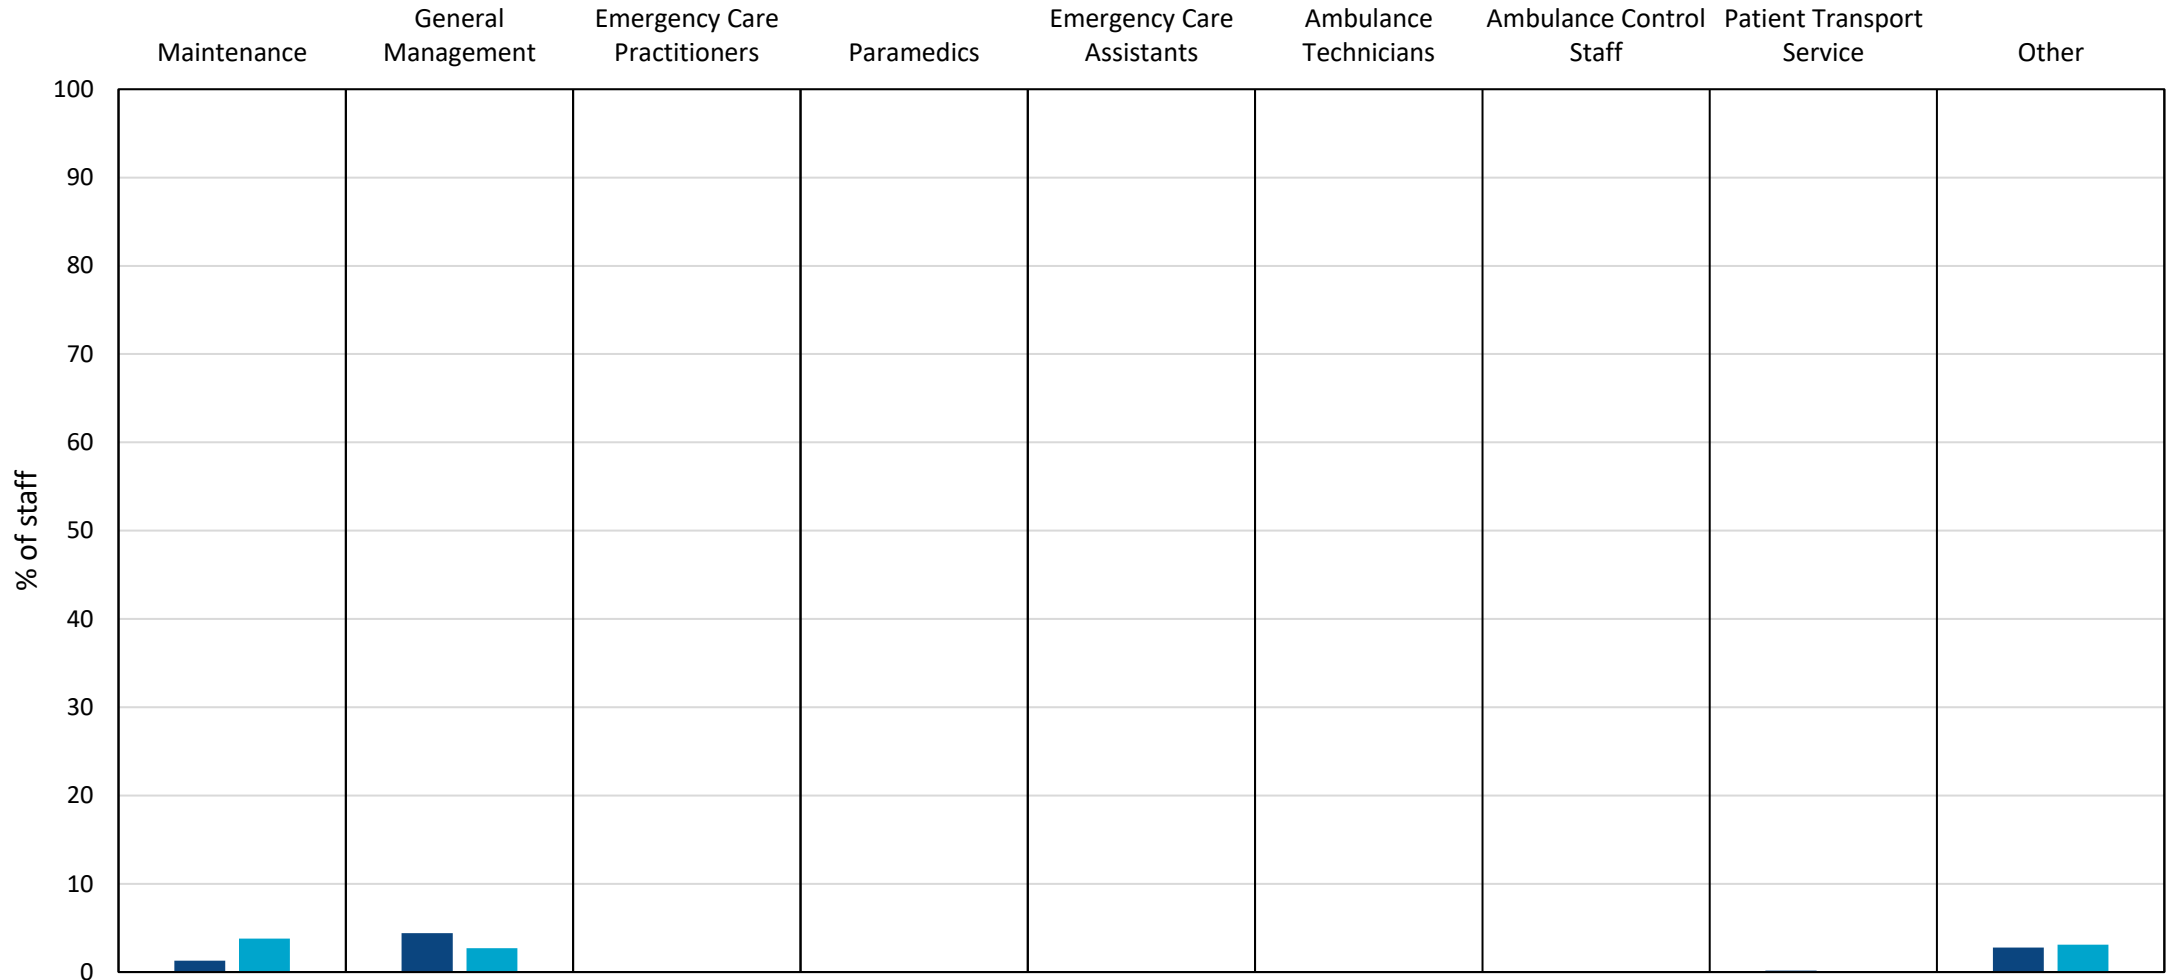 Maintenance
General
Management
Emergency Care
Practitioners
Paramedics
Emergency Care
Assistants
Ambulance
Technicians
Ambulance Control
Staff
Patient Transport
Service
Other
100
90
80
70
60
50
40
30
20
10
0
% of staff